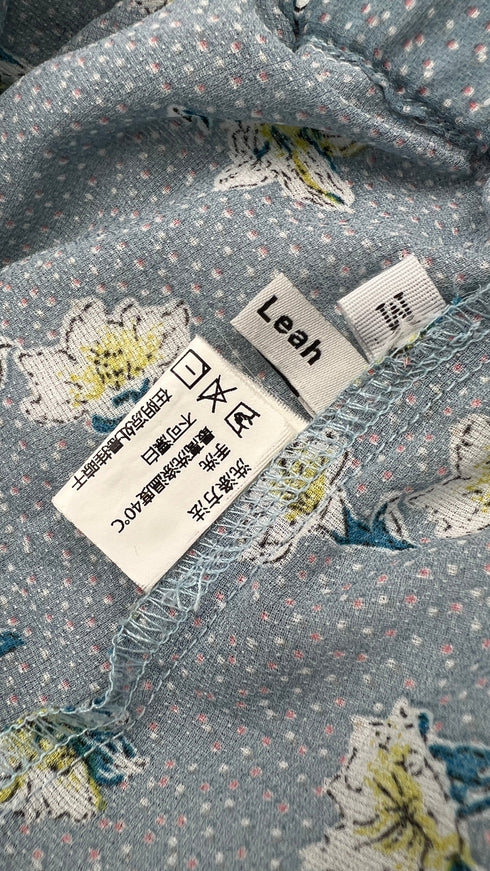 Leah
洗涤方法
最高洗涤温度40℃
手洗
不可漂白
在阴凉处悬挂晾干